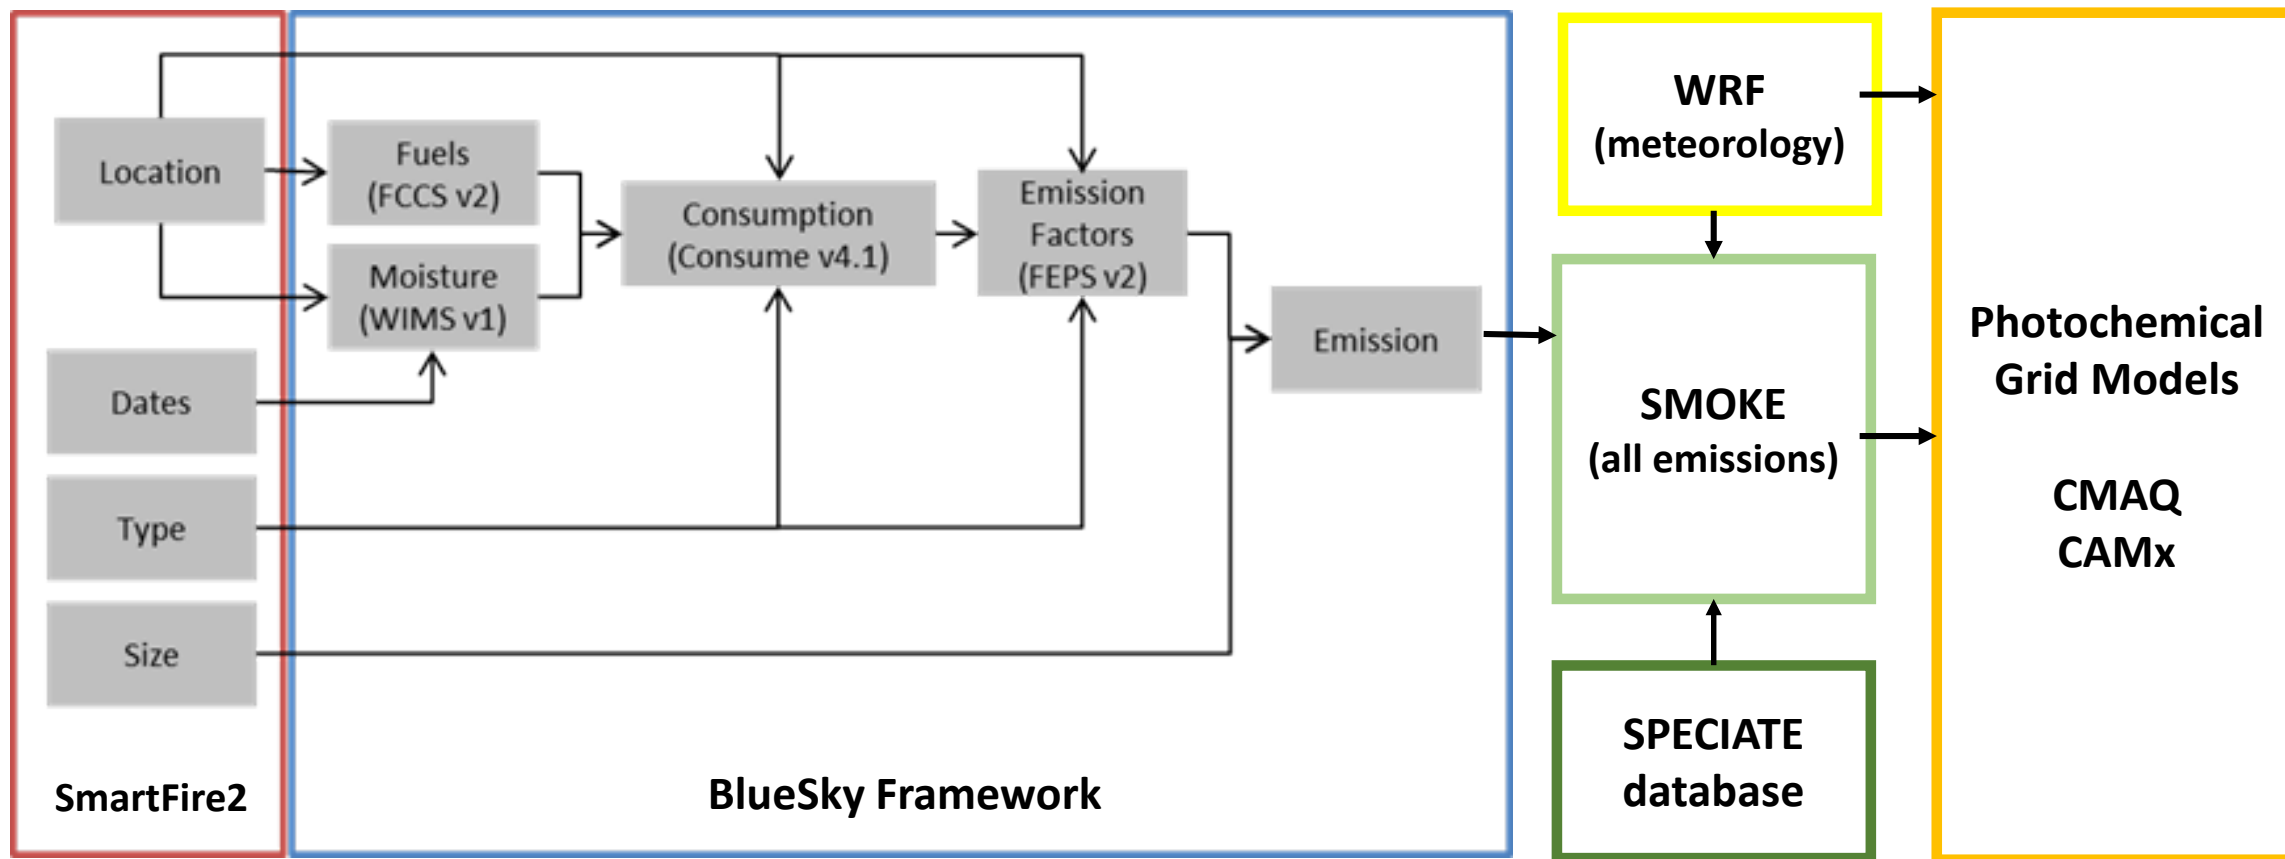 Location
Dates
Type
Size
SmartFire2
Fuels
(FCCS v2)
Moisture
(WIMS v1)
Consumption
(Consume v4.1)
Emission
Factors
(FEPS v2)
Emission
BlueSky Framework
WRF
(meteorology)
SMOKE
(all emissions)
SPECIATE
database
Photochemical
Grid Models
CMAQ
CAMx